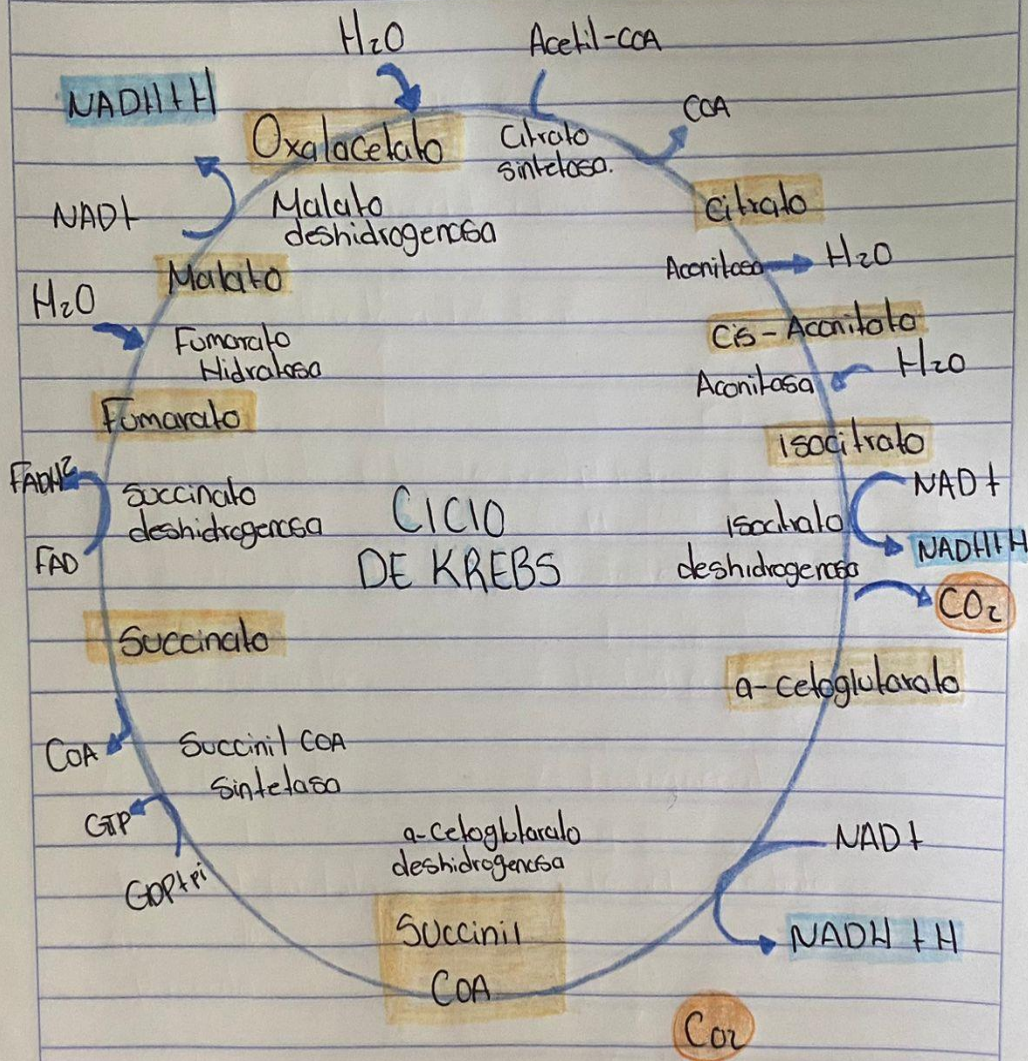 H₂O
Acetil-COA
NADH+H
COA
Oxalacetato
Citrato
sintetasa.
NAD+
Malato
deshidrogenasa
Citrato
Aconitasa
H₂O
Malato
H₂O
Fumarato
Hidratasa
Cis-Aconitato
Aconitasa
H₂O
Fumarato
isocitrato
FADH²
succinato
deshidrogenasa
FAD
CICLO
DE KREBS
NAD+
isocitrato
deshidrogenasa
NADH+H
CO₂
Succinato
a-cetoglutarato
COA
Succinil COA
sintetasa
GTP
GDP+pi
a-cetoglutarato
deshidrogenasa
NAD+
NADH+H
Succinil
COA
CO₂